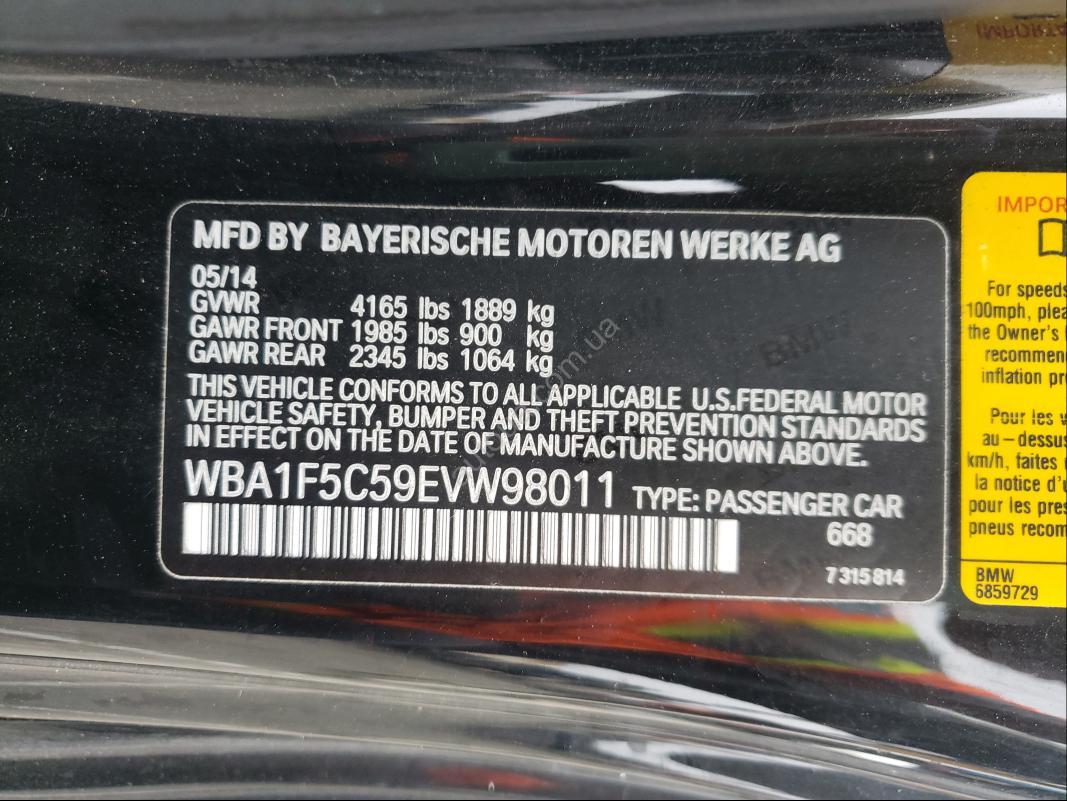 MFD BY BAYERISCHE MOTOREN WERKE AG
05/14
GVWR 4165 lbs 1889 kg
GAWR FRONT 1985 lbs 900 kg
GAWR REAR 2345 lbs 1064 kg
THIS VEHICLE CONFORMS TO ALL APPLICABLE U.S.FEDERAL MOTOR
VEHICLE SAFETY, BUMPER AND THEFT PREVENTION STANDARDS
IN EFFECT ON THE DATE OF MANUFACTURE SHOWN ABOVE.
WBA1F5C59EVW98011 TYPE: PASSENGER CAR
668
7315814
IMPOR
For speeds
100mph, plea
the Owner's
recommen
inflation pr
Pour les v
au-dessus
km/h, faites
la notice d'u
pour les pres
pneus recom
BMW
6859729